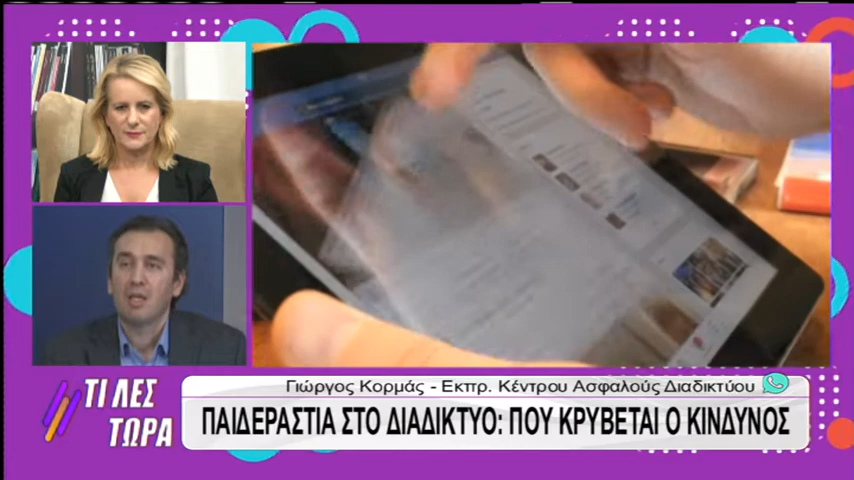 Γιώργος Κορμάς - Εκπρ. Κέντρου Ασφαλούς Διαδικτύου
ΤΙ ΛΕΣ
ΤΩΡΑ
ΠΑΙΔΕΡΑΣΤΙΑ ΣΤΟ ΔΙΑΔΙΚΤΥΟ: ΠΟΥ ΚΡΥΒΕΤΑΙ Ο ΚΙΝΔΥΝΟΣ